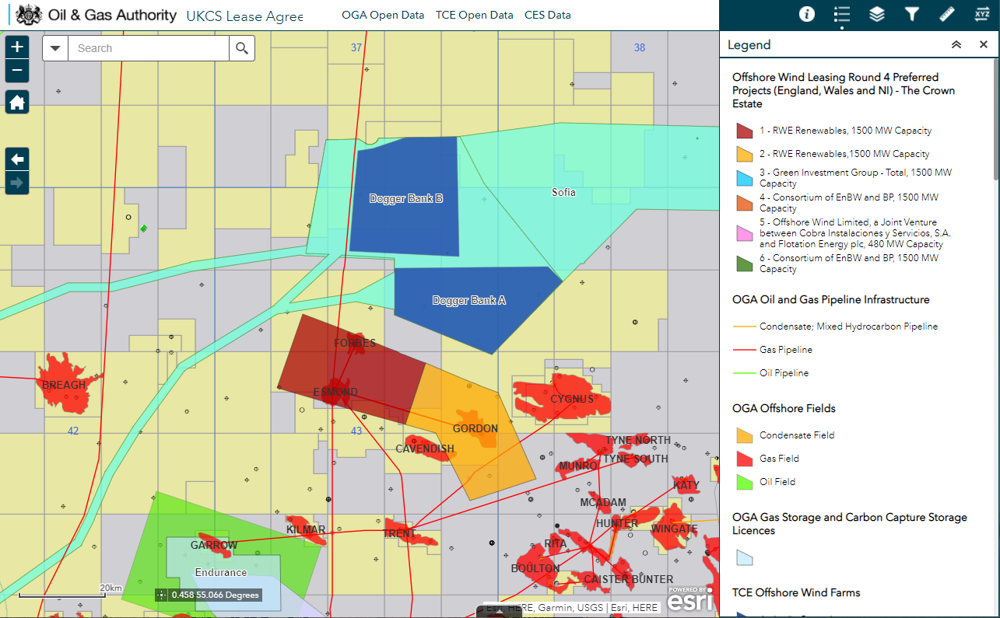 Oil & Gas Authority
UKCS Lease Agree
OGA Open Data TCE Open Data CES Data
XYZ
Search
Legend
Offshore Wind Leasing Round 4 Preferred
Projects (England, Wales and NI) - The Crown
Estate
1 - RWE Renewables, 1500 MW Capacity
2 - RWE Renewables,1500 MW Capacity
3 - Green Investment Group - Total, 1500 MW
Capacity
4 - Consortium of EnBW and BP, 1500 MW
Capacity
5 - Offshore Wind Limited, a Joint Venture
between Cobra Instalaciones y Servicios, S.A.
and Flotation Energy plc, 480 MW Capacity
6 - Consortium of EnBW and BP, 1500 MW
Capacity
OGA Oil and Gas Pipeline Infrastructure
Condensate; Mixed Hydrocarbon Pipeline
Gas Pipeline
Oil Pipeline
OGA Offshore Fields
Condensate Field
Gas Field
Oil Field
OGA Gas Storage and Carbon Capture Storage
Licences
TCE Offshore Wind Farms
37
38
Dogger Bank B
Sofia
Dogger Bank A
FORBES
BREAGH
ESMOND
CYGNUS
42
43
GORDON
CAVENDISH
TYNE NORTH
TYNE SOUTH
MUNRO
KATY
MCADAM
HUNTER
KILMAR
TRENT
WINGATE
GARROW
RITA
BOULTON
Endurance
CAISTER BUNTER
20km
0.458 55.066 Degrees
Esri, HERE, Garmin, USGS | Esri, HERE
POWERED BY
esri